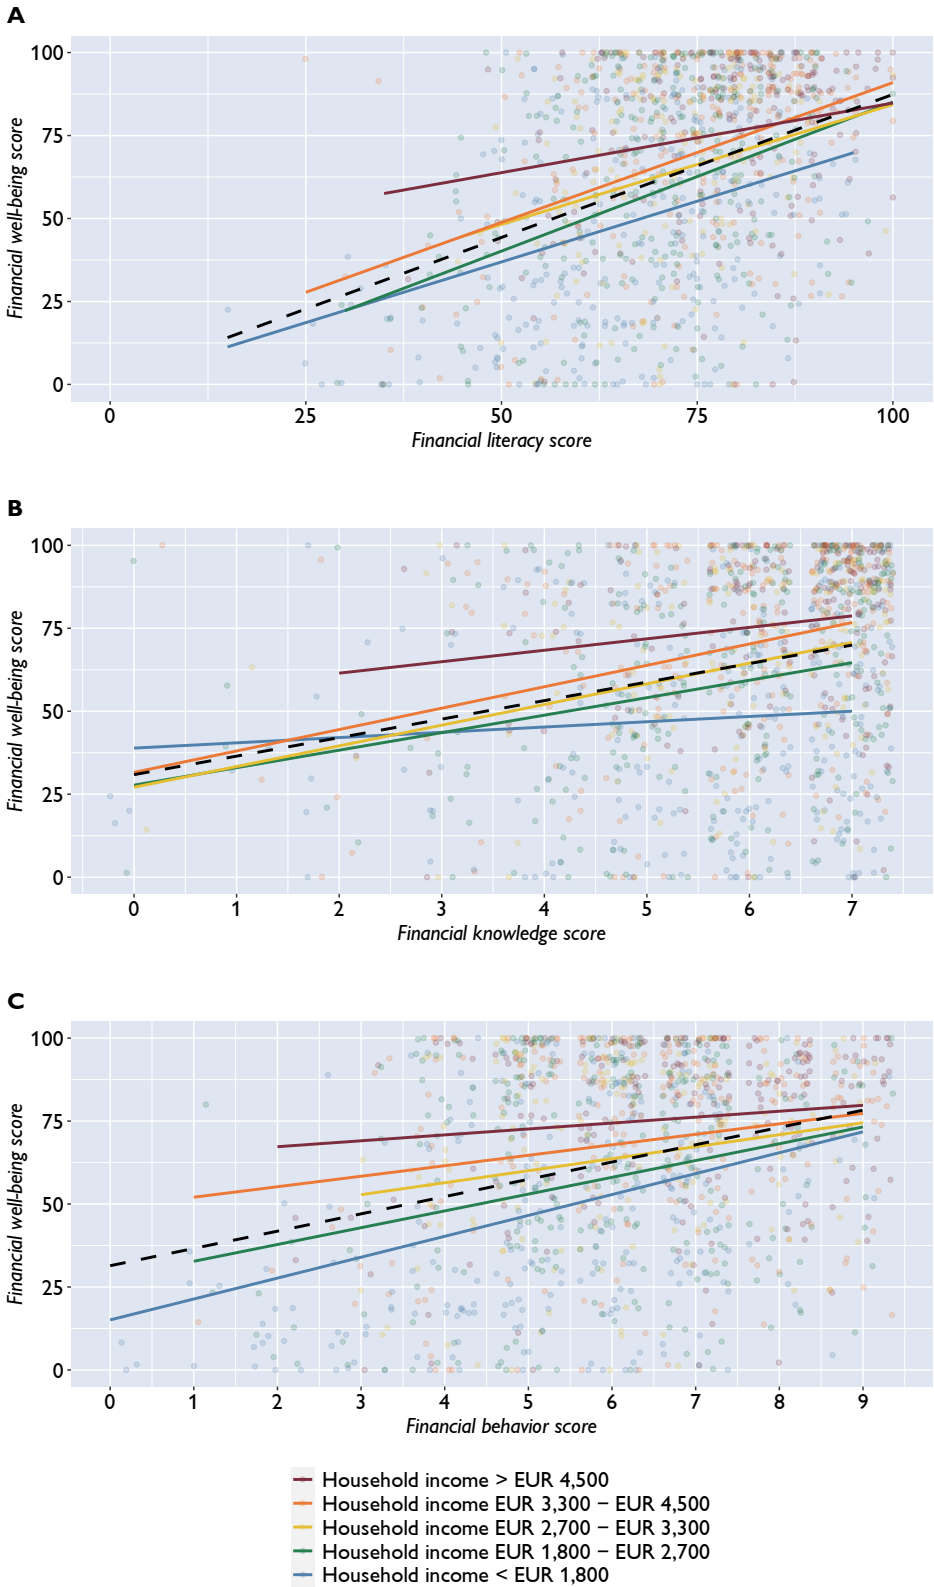 A
Financial well-being score
100
75
50
25
0
0 25 50 75 100
Financial literacy score
B
Financial well-being score
100
75
50
25
0
0 1 2 3 4 5 6 7
Financial knowledge score
C
Financial well-being score
100
75
50
25
0
0 1 2 3 4 5 6 7 8 9
Financial behavior score
Household income > EUR 4,500
Household income EUR 3,300 – EUR 4,500
Household income EUR 2,700 – EUR 3,300
Household income EUR 1,800 – EUR 2,700
Household income < EUR 1,800